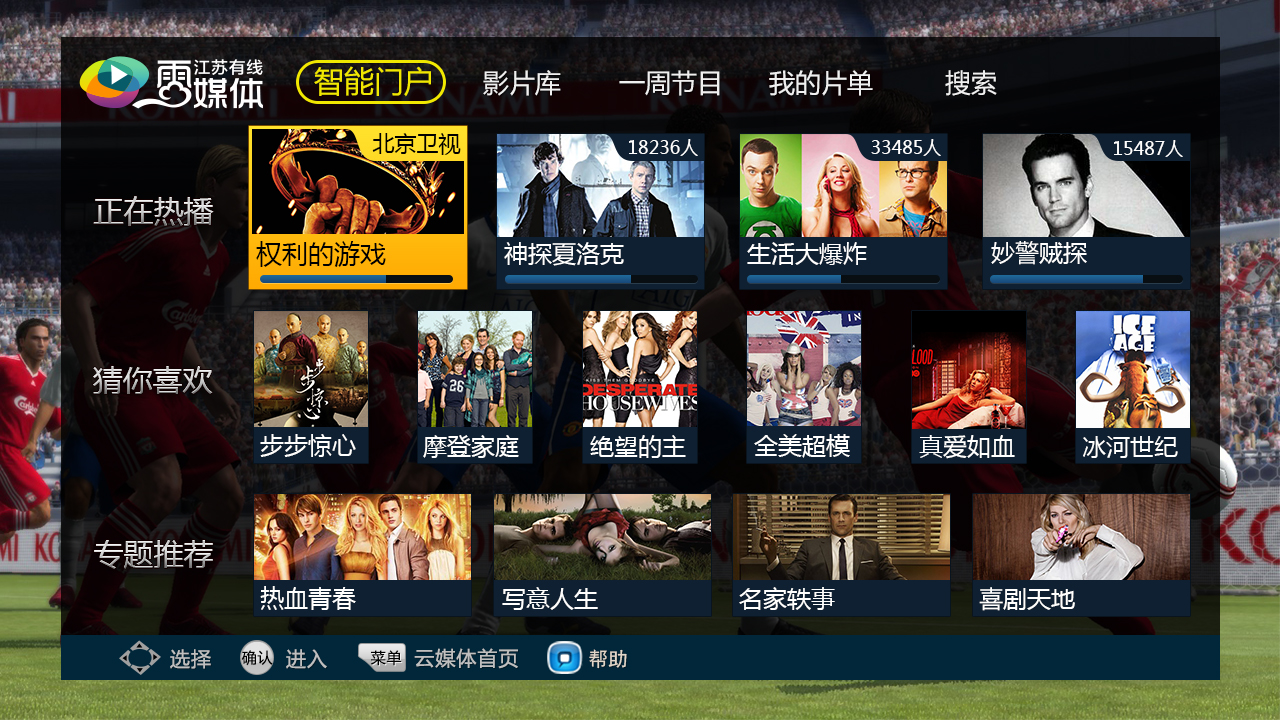 江苏有线
云媒体
智能门户
影片库
一周节目
我的片单
搜索
KONAMI
正在热播
北京卫视
权利的游戏
18236人
神探夏洛克
33485人
生活大爆炸
15487人
妙警贼探
Carlsberg
猜你喜欢
步步惊心
步步惊心
26
摩登家庭
KISS THEM GOODBYE
DESPERATE
HOUSEWIVES
绝望的主
全美超模
BLOOD
真爱如血
ICE
AGE
冰河世纪
专题推荐
热血青春
写意人生
名家轶事
喜剧天地
选择
确认
进入
菜单
云媒体首页
帮助